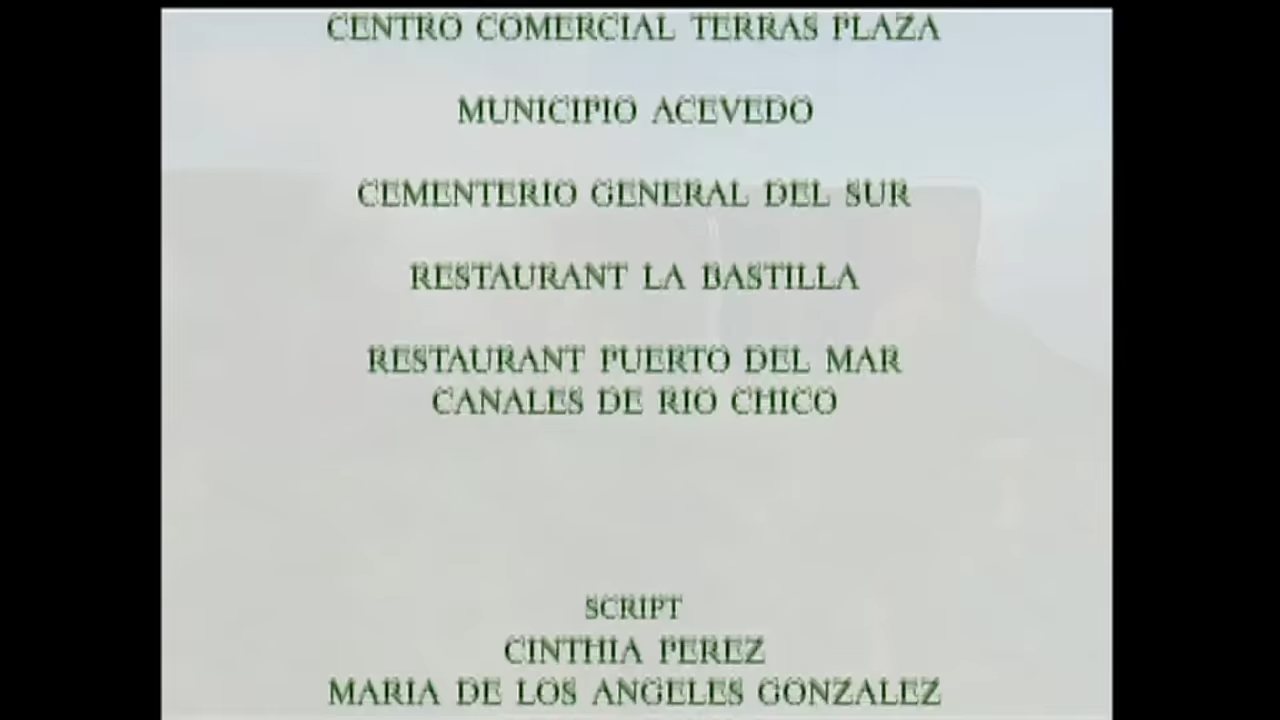 CENTRO COMERCIAL TERRAS PLAZA
MUNICIPIO ACEVEDO
CEMENTERIO GENERAL DEL SUR
RESTAURANT LA BASTILLA
RESTAURANT PUERTO DEL MAR
CANALES DE RIO CHICO
SCRIPT
CINTHIA PEREZ
MARIA DE LOS ANGELES GONZALEZ